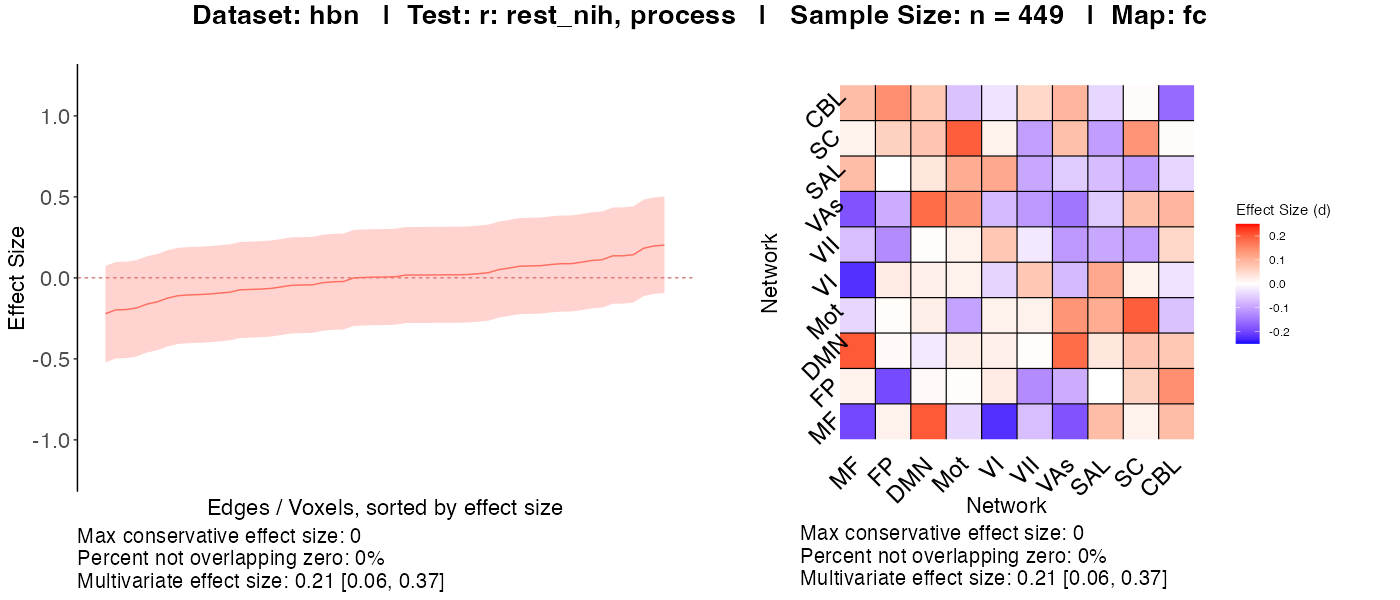 Dataset: hbn | Test: r: rest_nih, process | Sample Size: n = 449 | Map: fc
Effect Size
1.0
0.5
0.0
-0.5
-1.0
Edges / Voxels, sorted by effect size
Max conservative effect size: 0
Percent not overlapping zero: 0%
Multivariate effect size: 0.21 [0.06, 0.37]
Network
CBL
SC
SAL
VAs
VII
VI
Mot
DMN
FP
MF
MF FP DMN Mot VI VII VAs SAL SC CBL
Network
Max conservative effect size: 0
Percent not overlapping zero: 0%
Multivariate effect size: 0.21 [0.06, 0.37]
Effect Size (d)
0.2
0.1
0.0
-0.1
-0.2